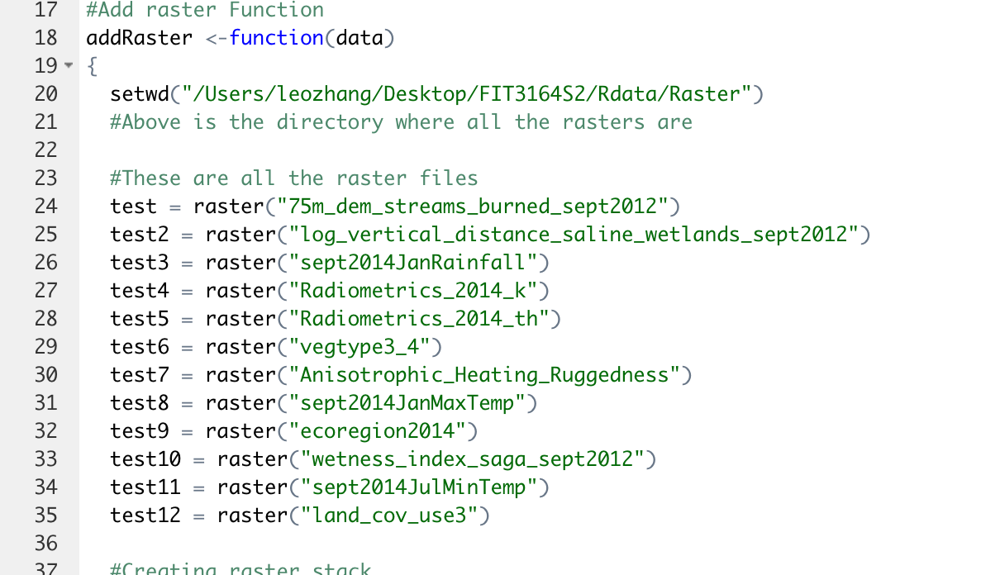 17 #Add raster Function
18 addRaster <-function(data)
19 {
20 setwd("/Users/leozhang/Desktop/FIT3164S2/Rdata/Raster")
21 #Above is the directory where all the rasters are
22
23 #These are all the raster files
24 test = raster("75m_dem_streams_burned_sept2012")
25 test2 = raster("log_vertical_distance_saline_wetlands_sept2012")
26 test3 = raster("sept2014JanRainfall")
27 test4 = raster("Radiometrics_2014_k")
28 test5 = raster("Radiometrics_2014_th")
29 test6 = raster("vegtype3_4")
30 test7 = raster("Anisotrophic_Heating_Ruggedness")
31 test8 = raster("sept2014JanMaxTemp")
32 test9 = raster("ecoregion2014")
33 test10 = raster("wetness_index_saga_sept2012")
34 test11 = raster("sept2014JulMinTemp")
35 test12 = raster("land_cov_use3")
36
37 #Creating raster stack